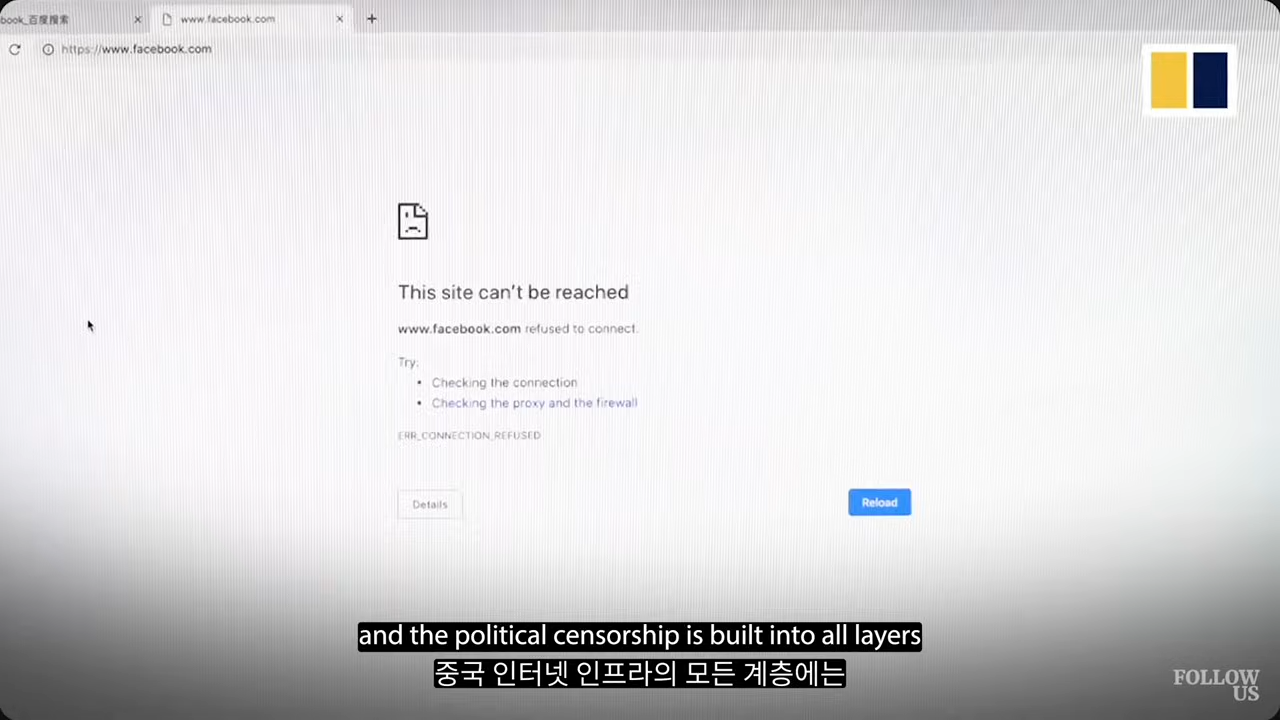 book_百度搜索
www.facebook.com
https://www.facebook.com
This site can't be reached
www.facebook.com refused to connect.
Try:
Checking the connection
Checking the proxy and the firewall
ERR_CONNECTION_REFUSED
Details
Reload
and the political censorship is built into all layers
중국 인터넷 인프라의 모든 계층에는
FOLLOW
US